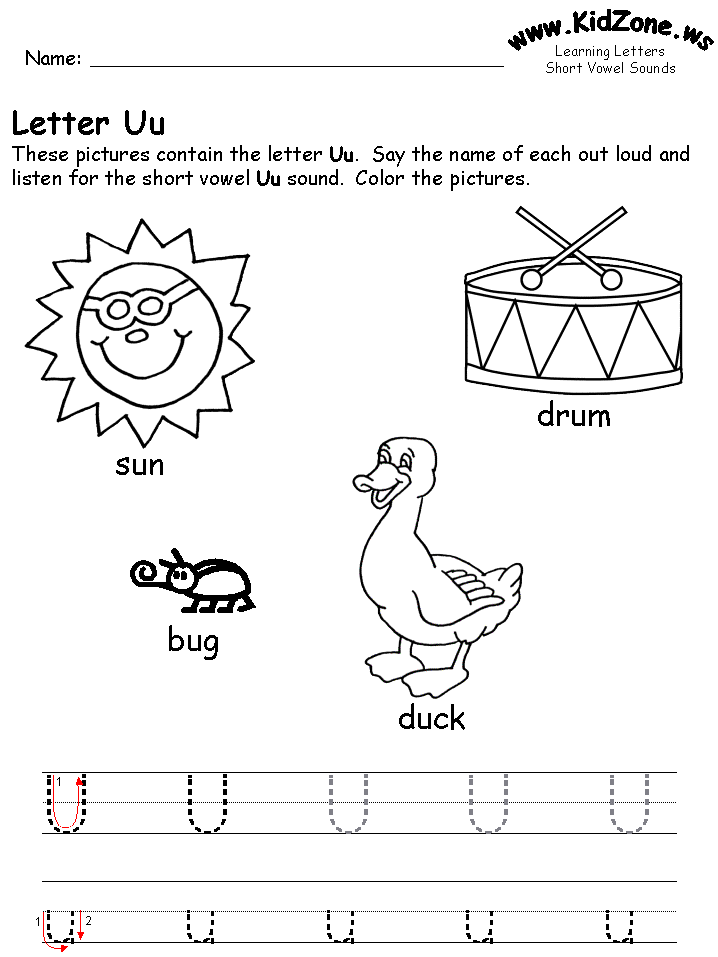 www.KidZone.ws
Learning Letters
Short Vowel Sounds
Name:
Letter Uu
These pictures contain the letter Uu. Say the name of each out loud and
listen for the short vowel Uu sound. Color the pictures.
drum
sun
bug
duck
1
U U U U U
1 2
u u u u u